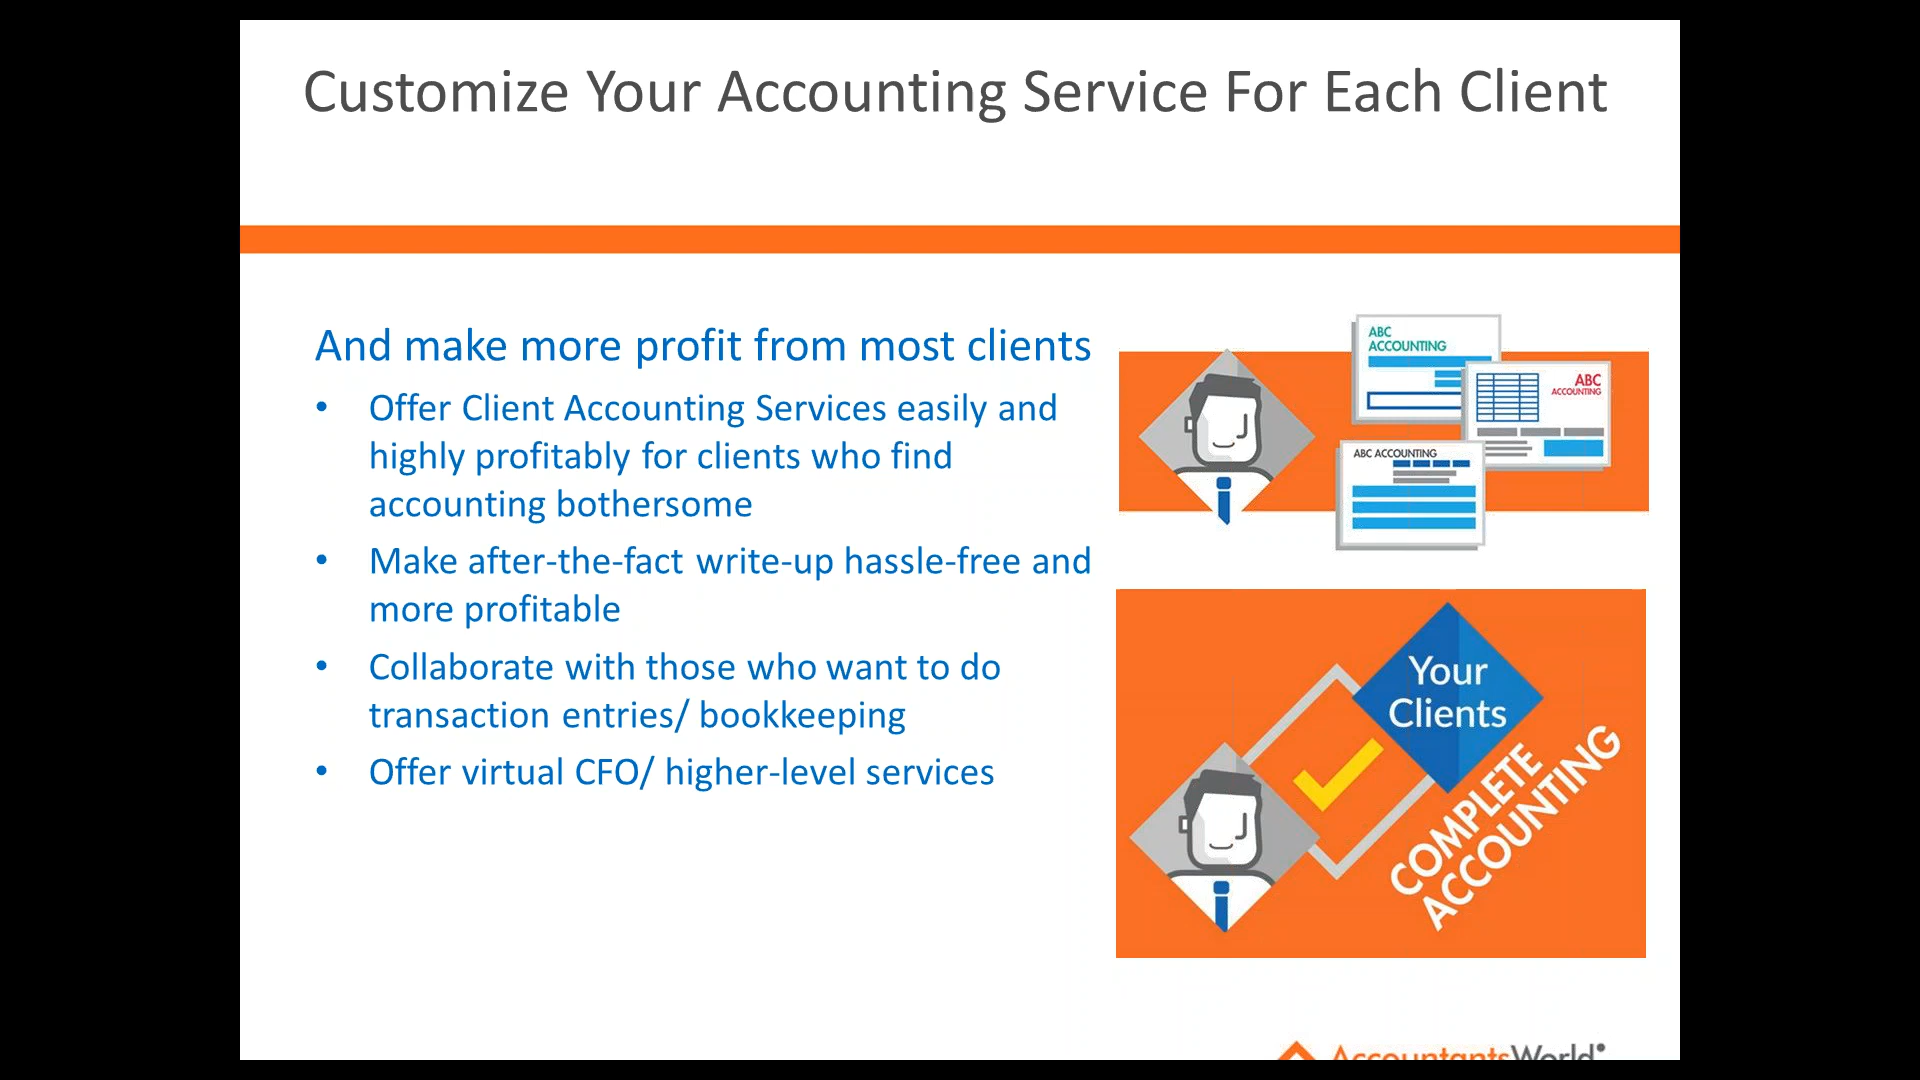 Customize Your Accounting Service For Each Client
And make more profit from most clients
• Offer Client Accounting Services easily and
highly profitably for clients who find
accounting bothersome
• Make after-the-fact write-up hassle-free and
more profitable
• Collaborate with those who want to do
transaction entries/ bookkeeping
• Offer virtual CFO/ higher-level services
ABC
ACCOUNTING
ABC
ACCOUNTING
ABC ACCOUNTING
Your
Clients
COMPLETE
ACCOUNTING
AccountantsWorld